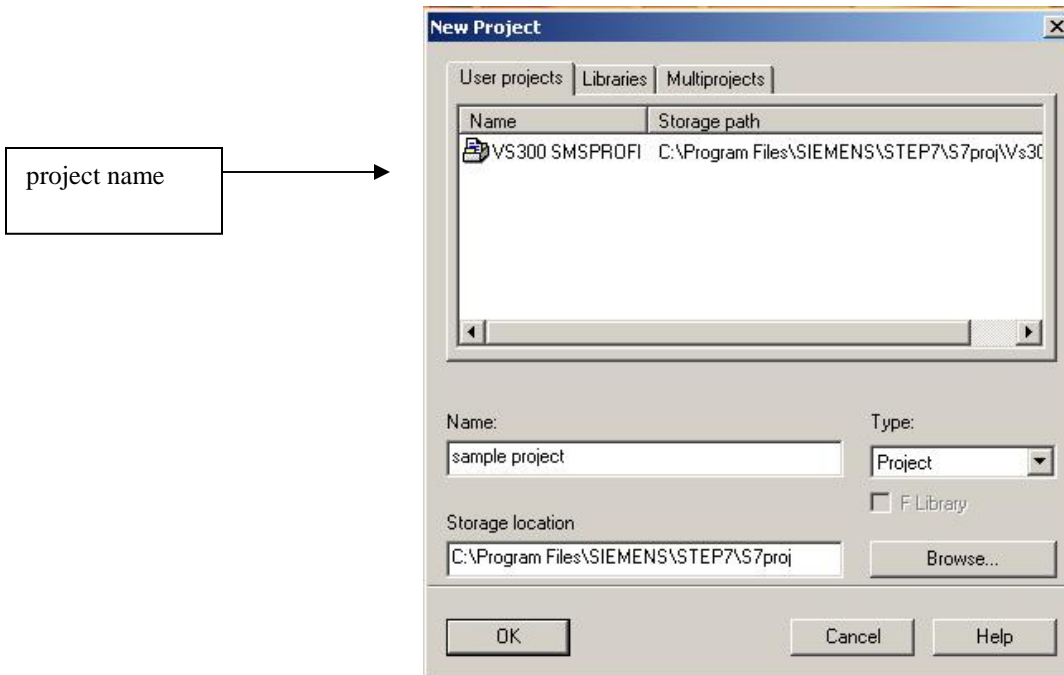 New Project
User projects Libraries Multiprojects
Name Storage path
VS300 SMSPROFI C:\Program Files\SIEMENS\STEP7\S7proj\Vs30
project name
Name: Type:
sample project Project
F Library
Storage location
C:\Program Files\SIEMENS\STEP7\S7proj Browse...
OK Cancel Help